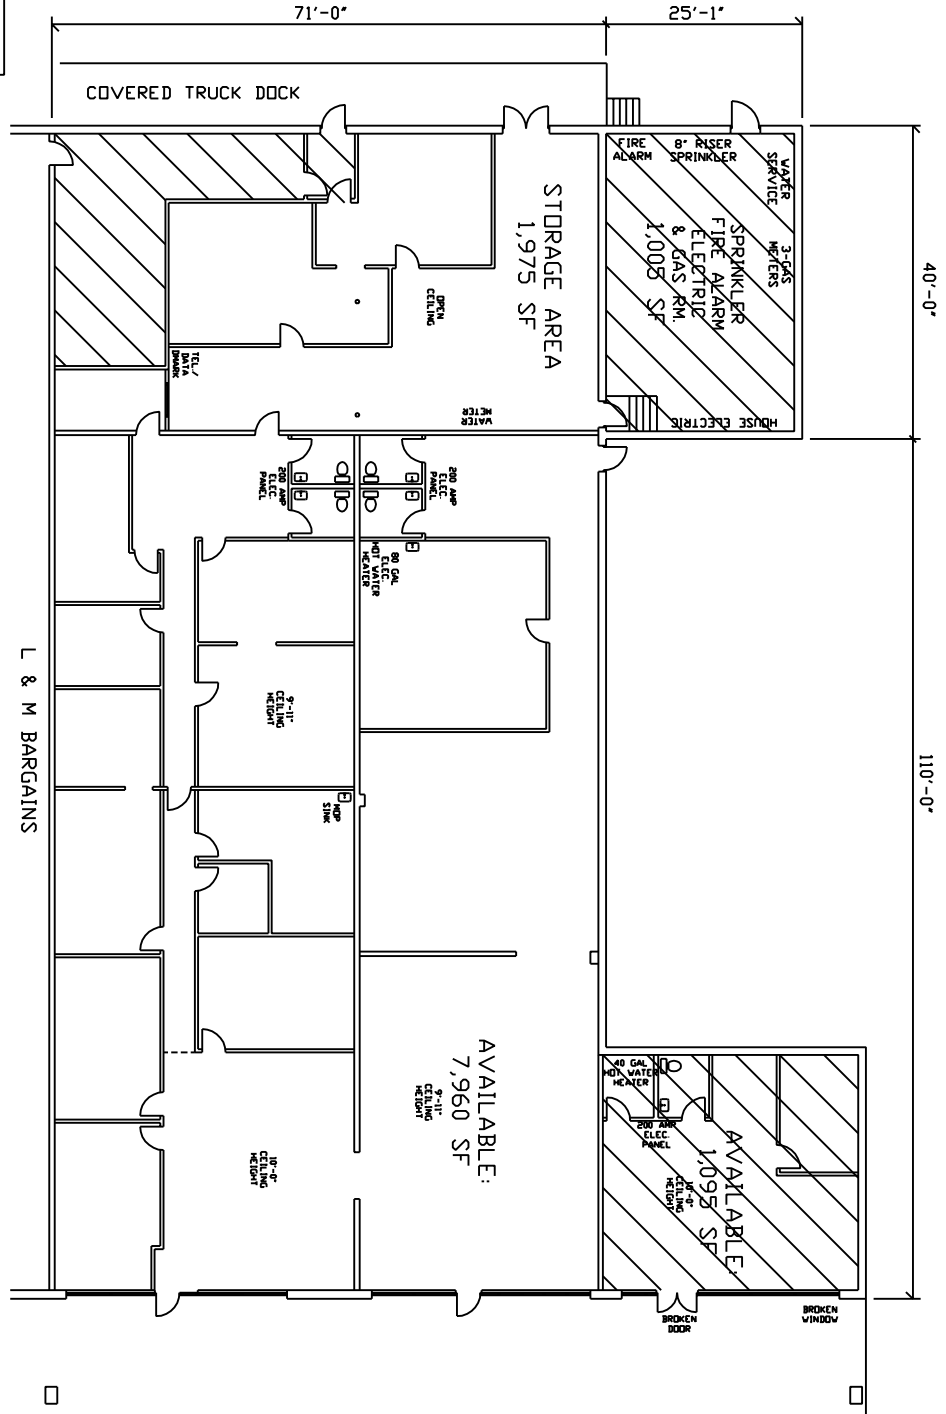 71'-0"
25'-1"
COVERED TRUCK DOCK
FIRE
ALARM
8" RISER
SPRINKLER
WATER
SERVICE
3-GAS
METERS
SPRINKLER
FIRE ALARM
ELECTRIC
& GAS RM.
1,005 SF
40'-0"
STORAGE AREA
1,975 SF
OPEN
CEILING
TEL./
DATA
DMARK
WATER
METER
HOUSE ELECTRIC
200 AMP
ELEC.
PANEL
200 AMP
ELEC.
PANEL
80 GAL
ELEC.
HOT WATER
HEATER
L & M BARGAINS
9'-11"
CEILING
HEIGHT
110'-0"
MOP
SINK
AVAILABLE:
7,960 SF
9'-11"
CEILING
HEIGHT
10'-0"
CEILING
HEIGHT
40 GAL
HOT WATER
HEATER
200 AMP
ELEC.
PANEL
AVAILABLE:
1,095 SF
10'-0"
CEILING
HEIGHT
BROKEN
DOOR
BROKEN
WINDOW